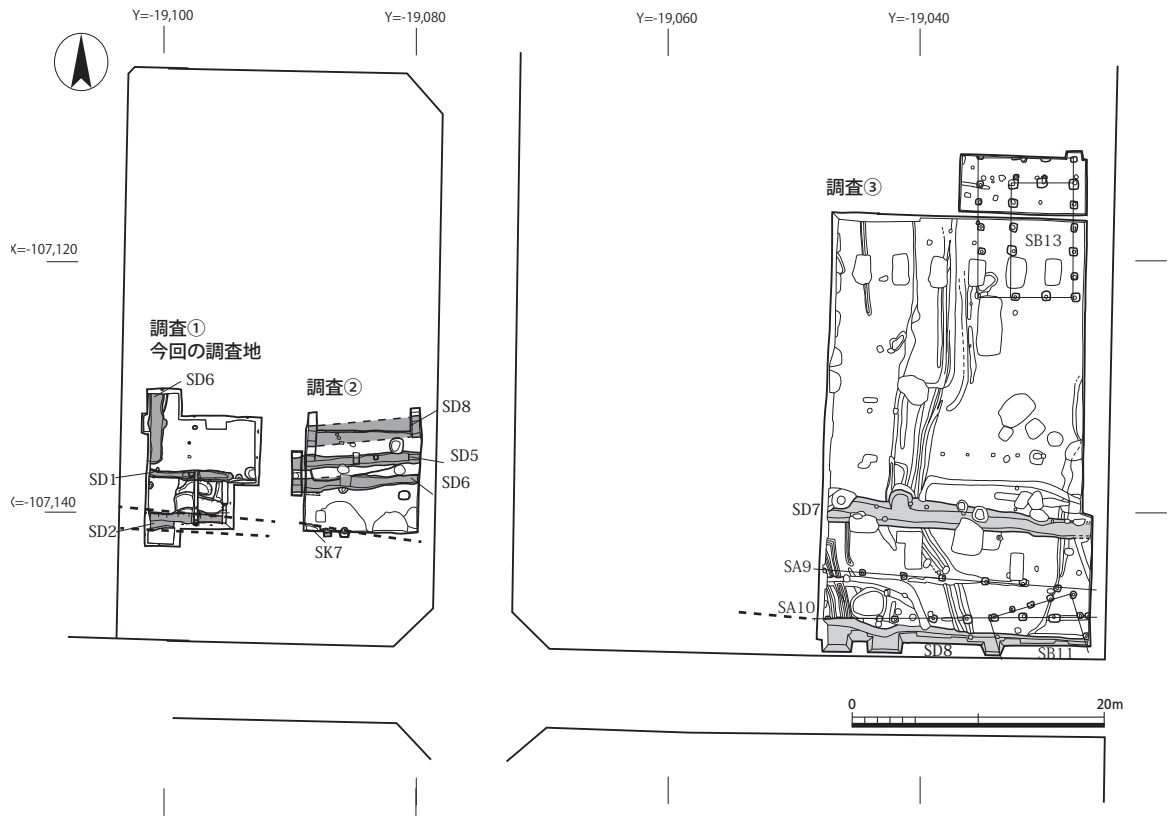 Y=-19,100
Y=-19,080
Y=-19,060
Y=-19,040
調査③
SB13
X=-107,120
調査①
今回の調査地
SD6
調査②
SD8
SD5
SD1
SD6
X=-107,140
SD7
SD2
SK7
SA9
SA10
SD8
SB11
0
20m